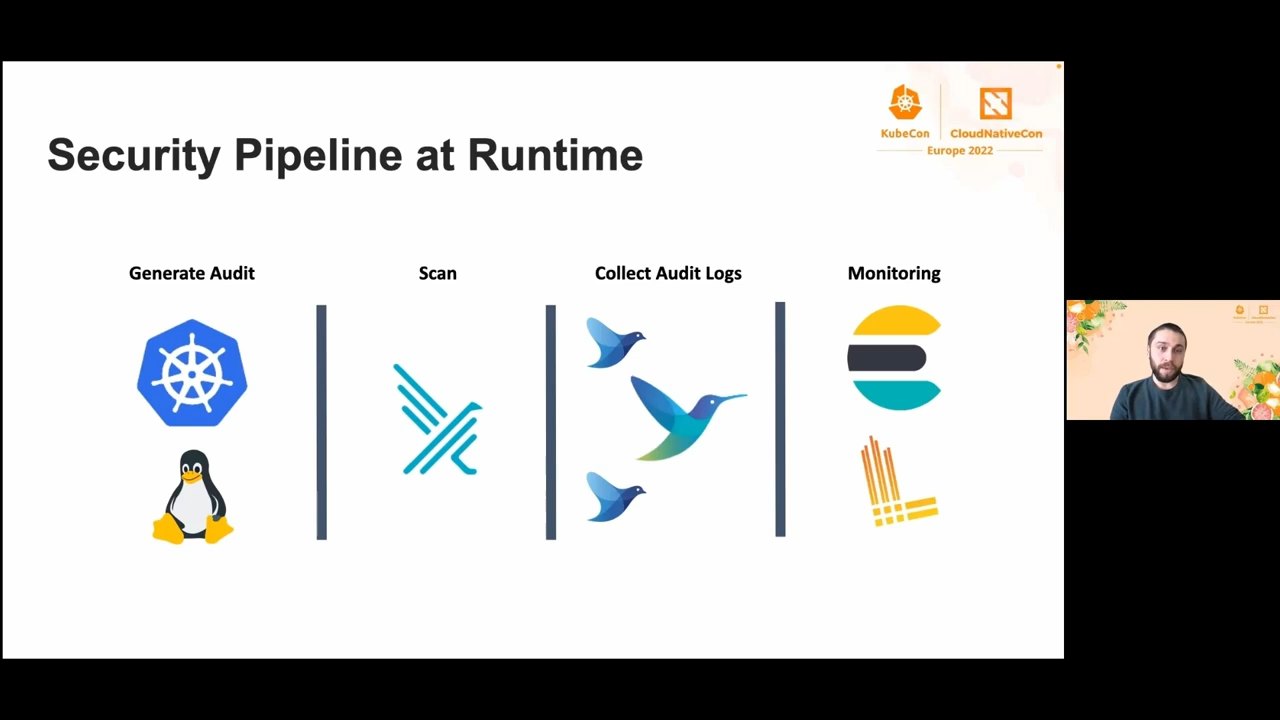 KubeCon
CloudNativeCon
Europe 2022
Security Pipeline at Runtime
Generate Audit
Scan
Collect Audit Logs
Monitoring